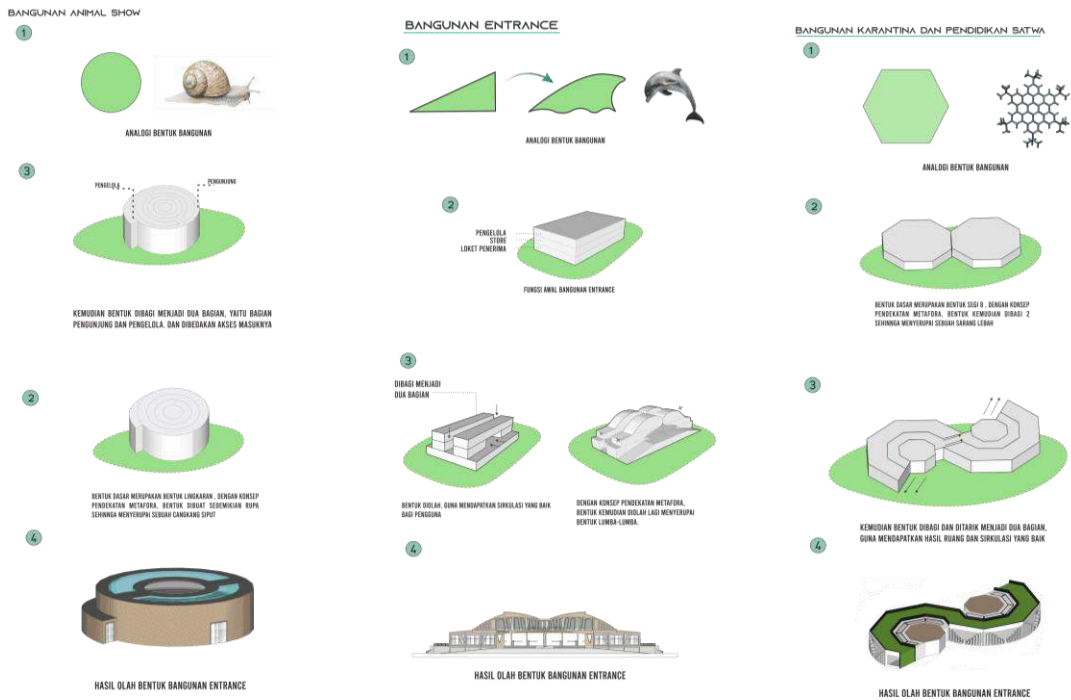 BANGUNAN ANIMAL SHOW
1
ANALOGI BENTUK BANGUNAN
3
PENGELOLA
PENGUNJUNG
KEMUDIAN BENTUK DIBAGI MENJADI DUA BAGIAN, YAITU BAGIAN
PENGUNJUNG DAN PENGELOLA. DAN DIBEDAKAN AKSES MASUKNYA
2
BENTUK DASAR MERUPAKAN BENTUK LINGKARAN , DENGAN KONSEP
PENDEKATAN METAFORA, BENTUK DIBUAT SEDEMIKIAN RUPA
SEHINNGA MENYERUPAI SEBUAH CANGKANG SIPUT
4
HASIL OLAH BENTUK BANGUNAN ENTRANCE
BANGUNAN ENTRANCE
1
ANALOGI BENTUK BANGUNAN
2
PENGELOLA
STORE
LOKET PENERIMA
FUNGSI AWAL BANGUNAN ENTRANCE
3
DIBAGI MENJADI
DUA BAGIAN
BENTUK DIOLAH, GUNA MENDAPATKAN SIRKULASI YANG BAIK
BAGI PENGGUNA
DENGAN KONSEP PENDEKATAN METAFORA,
BENTUK KEMUDIAN DIOLAH LAGI MENYERUPAI
BENTUK LUMBA-LUMBA.
4
HASIL OLAH BENTUK BANGUNAN ENTRANCE
BANGUNAN KARANTINA DAN PENDIDIKAN SATWA
1
ANALOGI BENTUK BANGUNAN
2
BENTUK DASAR MERUPAKAN BENTUK SEGI 8 , DENGAN KONSEP
PENDEKATAN METAFORA, BENTUK KEMUDIAN DIBAGI 2
SEHINNGA MENYERUPAI SEBUAH SARANG LEBAH
3
KEMUDIAN BENTUK DIBAGI DAN DITARIK MENJADI DUA BAGIAN,
GUNA MENDAPATKAN HASIL RUANG DAN SIRKULASI YANG BAIK
4
HASIL OLAH BENTUK BANGUNAN ENTRANCE